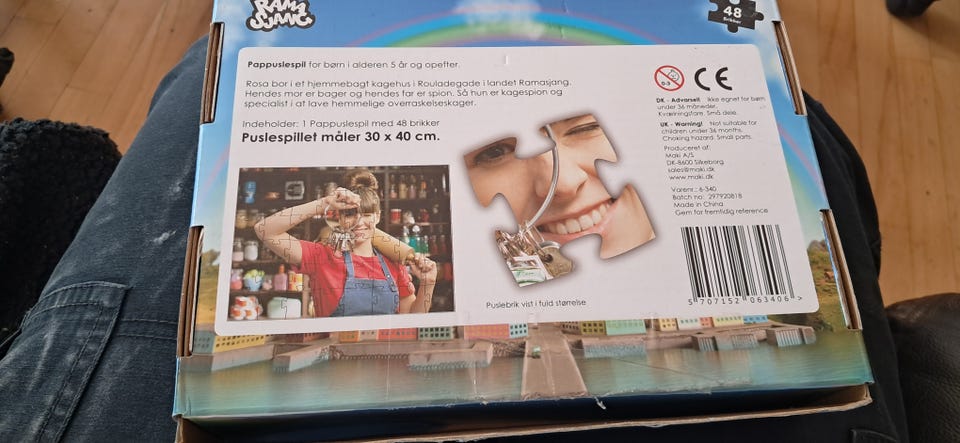 RAMA
SJANG
48
Brikker
Pappuslespil for børn i alderen 5 år og opefter.
Rosa bor i et hjemmebagt kagehus i Rouladegade i landet Ramasjang.
Hendes mor er bager og hendes far er spion. Så hun er kagespion og
specialist i at lave hemmelige overraskelseskager.
Indeholder: 1 Pappuslespil med 48 brikker
Puslespillet måler 30 x 40 cm.
Puslebrik vist i fuld størrelse
0-3
CE
DK - Advarsel! Ikke egnet for børn
under 36 måneder.
Kvælningsfare. Små dele.
UK - Warning! Not suitable for
children under 36 months.
Choking hazard. Small parts.
Produceret af:
Maki A/S
DK-8600 Silkeborg
sales@maki.dk
www.maki.dk
Varenr.: 6-340
Batch no: 297920818
Made in China
Gem for fremtidig reference
5 707152 063406 >